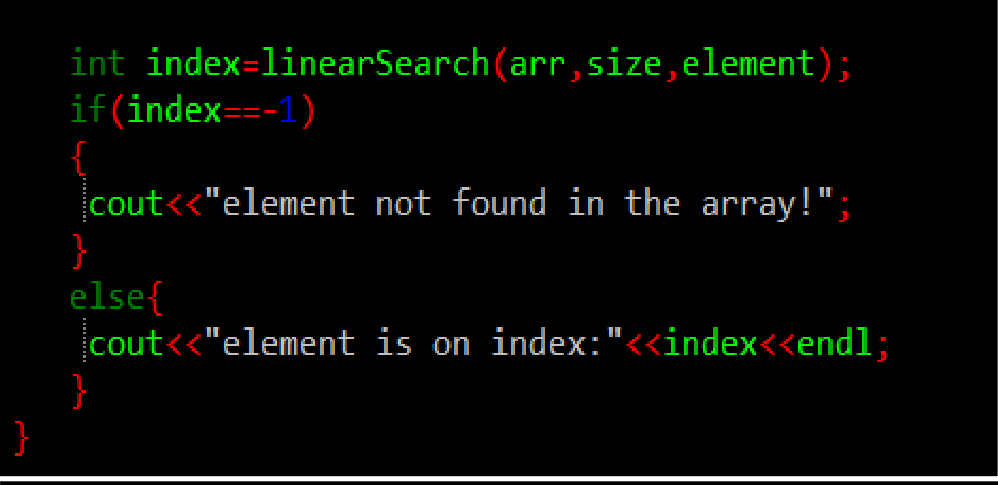 int index=linearSearch(arr,size,element);
if(index==-1)
{
cout<<"element not found in the array!";
}
else{
cout<<"element is on index:"<<index<<endl;
}
}